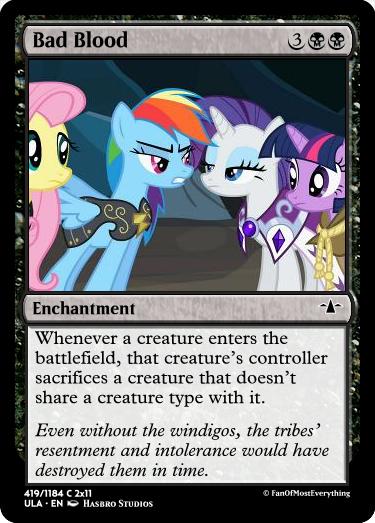 Bad Blood 3
Enchantment
Whenever a creature enters the
battlefield, that creature's controller
sacrifices a creature that doesn't
share a creature type with it.
Even without the windigos, the tribes'
resentment and intolerance would have
destroyed them in time.
419/1184 C 2x11
ULA • EN HASBRO STUDIOS
© FanOfMostEverything